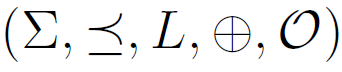 (Σ, ⪯, L, ⊕, 𝒪)